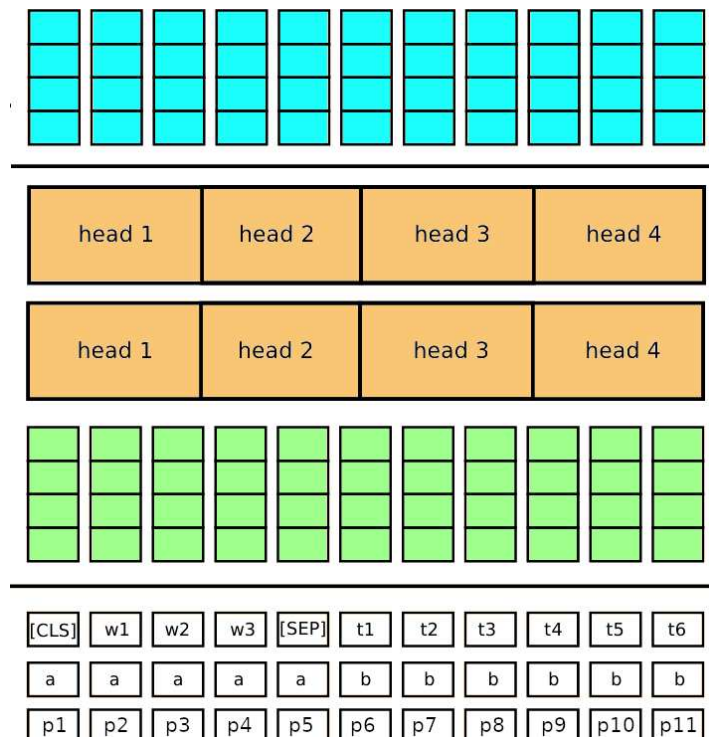 head 1 head 2 head 3 head 4
head 1 head 2 head 3 head 4
[CLS] w1 w2 w3 [SEP] t1 t2 t3 t4 t5 t6
a a a a a b b b b b b
p1 p2 p3 p4 p5 p6 p7 p8 p9 p10 p11